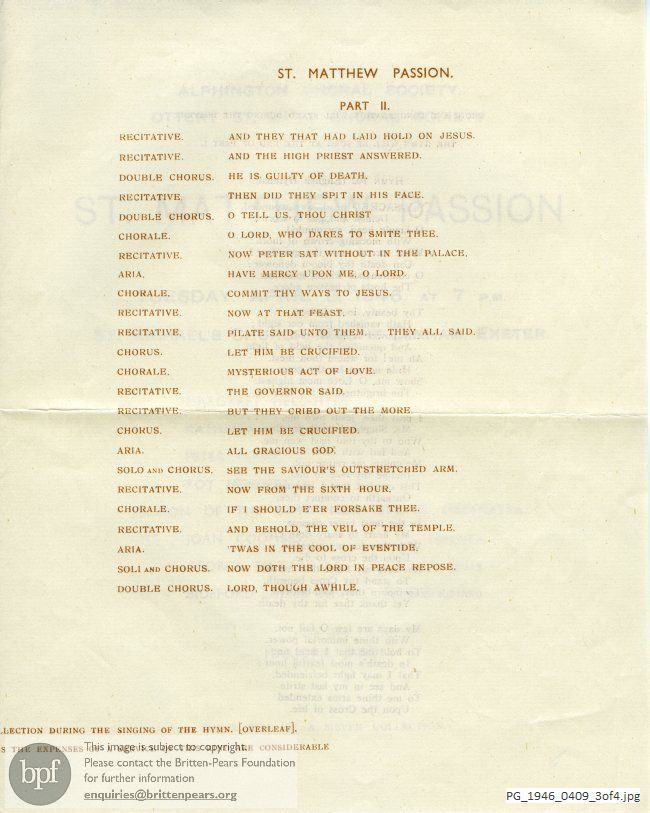 ST. MATTHEW PASSION.
PART II.
RECITATIVE. AND THEY THAT HAD LAID HOLD ON JESUS.
RECITATIVE. AND THE HIGH PRIEST ANSWERED.
DOUBLE CHORUS. HE IS GUILTY OF DEATH.
RECITATIVE. THEN DID THEY SPIT IN HIS FACE.
DOUBLE CHORUS. O TELL US, THOU CHRIST
CHORALE. O LORD, WHO DARES TO SMITE THEE.
RECITATIVE. NOW PETER SAT WITHOUT IN THE PALACE,
ARIA. HAVE MERCY UPON ME, O LORD.
CHORALE. COMMIT THY WAYS TO JESUS.
RECITATIVE. NOW AT THAT FEAST.
RECITATIVE. PILATE SAID UNTO THEM. THEY ALL SAID.
CHORUS. LET HIM BE CRUCIFIED.
CHORALE. MYSTERIOUS ACT OF LOVE.
RECITATIVE. THE GOVERNOR SAID.
RECITATIVE. BUT THEY CRIED OUT THE MORE
CHORUS. LET HIM BE CRUCIFIED.
ARIA. ALL GRACIOUS GOD.
SOLO AND CHORUS. SEE THE SAVIOUR'S OUTSTRETCHED ARM.
RECITATIVE. NOW FROM THE SIXTH HOUR.
CHORALE. IF I SHOULD E'ER FORSAKE THEE.
RECITATIVE. AND BEHOLD, THE VEIL OF THE TEMPLE.
ARIA. 'TWAS IN THE COOL OF EVENTIDE.
SOLI AND CHORUS. NOW DOTH THE LORD IN PEACE REPOSE.
DOUBLE CHORUS. LORD, THOUGH AWHILE.
LLECTION DURING THE SINGING OF THE HYMN. [OVERLEAF].
S THE EXPENSES CONSIDERABLE
bpf
This image is subject to copyright.
Please contact the Britten-Pears Foundation
for further information
enquiries@brittenpears.org
PG_1946_0409_3of4.jpg